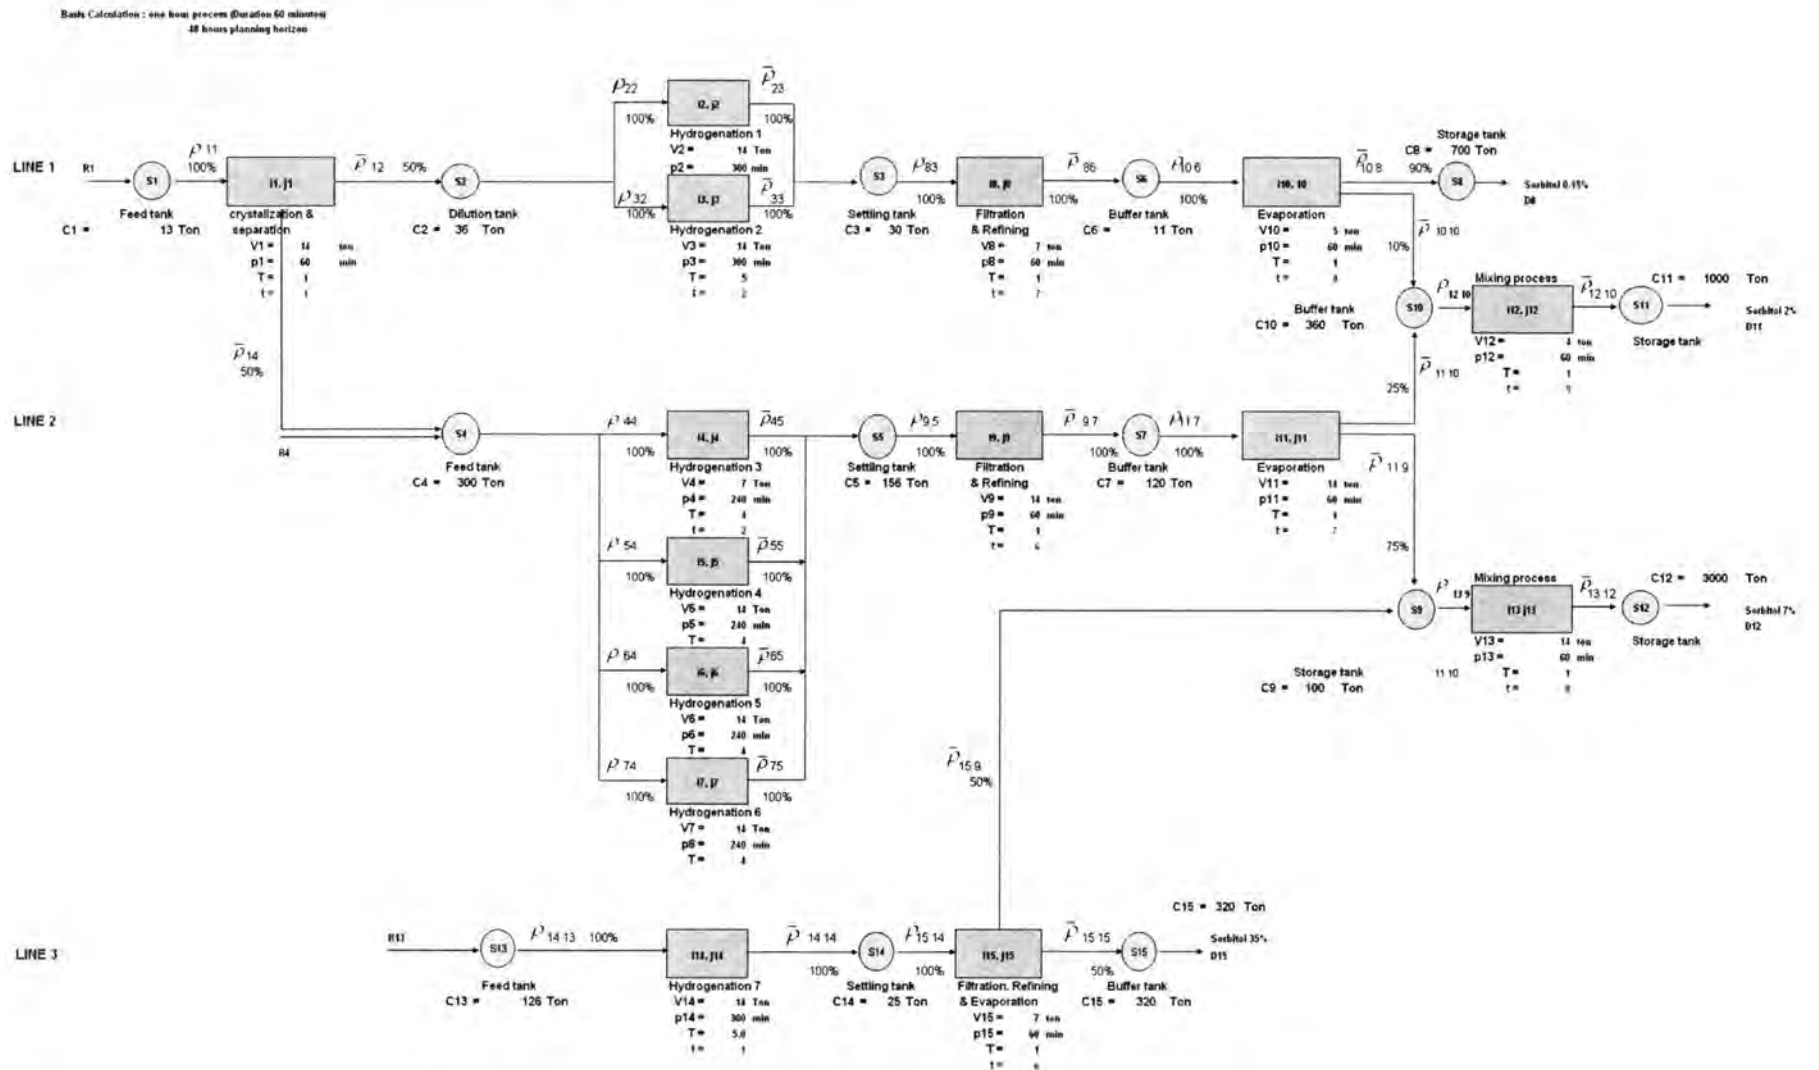 Basis Calculation : one hour process (Duration 60 minutes)
48 hours planning horizon
LINE 1
R1
S1
Feed tank
C1 = 13 Ton
ρ 11
100%
i1, j1
crystalization &
separation
V1 = 14 ton
p1 = 60 min
T = 1
t = 1
ρ̅ 12 50%
S2
Dilution tank
C2 = 36 Ton
ρ22
100%
i2, j2
ρ̅ 23
100%
Hydrogenation 1
V2 = 14 Ton
p2 = 300 min
ρ 32
100%
i3, j3
ρ̅ 33
100%
Hydrogenation 2
V3 = 14 Ton
p3 = 300 min
T = 5
t = 2
S3
Settling tank
C3 = 30 Ton
ρ83
100%
i8, j8
Filtration
& Refining
V8 = 7 ton
p8 = 60 min
T = 1
t = 7
ρ̅ 86
100%
S6
Buffer tank
C6 = 11 Ton
ρ10 6
100%
Evaporation
V10 = 5 ton
p10 = 60 min
T = 1
t = 8
ρ̅10 8
90%
Storage tank
C8 = 700 Ton
S8
Sorbitol 0.15%
D8
ρ̅ 10 10
10%
Buffer tank
C10 = 360 Ton
S10
ρ 12 10
Mixing process
i12, j12
V12 = 4 ton
p12 = 60 min
T = 1
t =
ρ̅ 12 10
C11 = 1000 Ton
S11
Storage tank
Sorbitol 2%
D11
ρ̅ 11 10
25%
ρ̅ 14
50%
LINE 2
R4
S4
Feed tank
C4 = 300 Ton
ρ 44
100%
i4, j4
ρ̅45
100%
Hydrogenation 3
V4 = 7 Ton
p4 = 240 min
T = 4
t = 2
ρ 54
100%
i5, j5
ρ̅55
100%
Hydrogenation 4
V5 = 14 Ton
p5 = 240 min
T = 4
ρ 64
100%
i6, j6
ρ̅65
100%
Hydrogenation 5
V6 = 14 Ton
p6 = 240 min
T = 4
ρ 74
100%
i7, j7
ρ̅75
100%
Hydrogenation 6
V7 = 14 Ton
p8 = 240 min
T = 4
S5
Settling tank
C5 = 156 Ton
ρ9.5
100%
i9, j9
Filtration
& Refining
V9 = 14 ton
p9 = 60 min
T = 1
t = 6
ρ̅ 9.7
100%
S7
Buffer tank
C7 = 120 Ton
ρ11 7
100%
i11, j11
Evaporation
V11 = 14 ton
p11 = 60 min
T = 1
t = 7
ρ̅ 11 9
75%
S9
Storage tank
C9 = 100 Ton
11 10
ρ 13 9
Mixing process
i13 j13
V13 = 14 ton
p13 = 60 min
T = 1
t = 8
ρ̅ 13 12
C12 = 3000 Ton
S12
Storage tank
Sorbitol 7%
D12
ρ̅ 15 9
50%
LINE 3
R13
S13
Feed tank
C13 = 126 Ton
ρ 14 13 100%
i14, j14
Hydrogenation 7
V14 = 14 Ton
p14 = 300 min
T = 5.0
t = 1
ρ̅ 14 14
100%
S14
Settling tank
C14 = 25 Ton
ρ15 14
100%
i15, j15
Filtration. Refining
& Evaporation
V15 = 7 ton
p15 = 60 min
T = 1
t = 6
ρ̅ 15 15
50%
S15
Buffer tank
C15 = 320 Ton
C15 = 320 Ton
Sorbitol 35%
D15